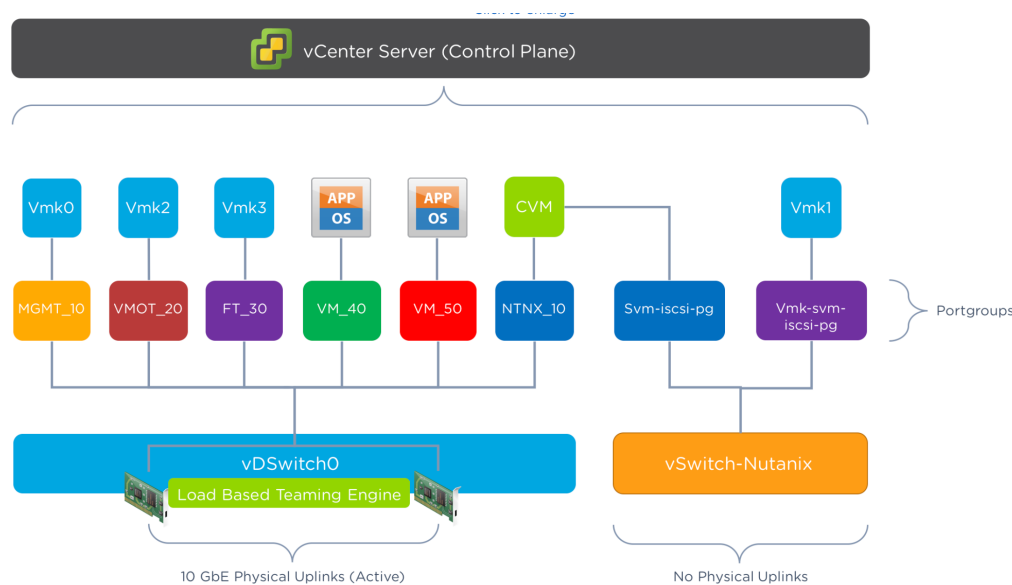 vCenter Server (Control Plane)
Vmk0
Vmk2
Vmk3
APP
OS
APP
OS
CVM
Vmk1
MGMT_10
VMOT_20
FT_30
VM_40
VM_50
NTNX_10
Svm-iscsi-pg
Vmk-svm-
iscsi-pg
Portgroups
vDSwitch0
Load Based Teaming Engine
vSwitch-Nutanix
10 GbE Physical Uplinks (Active)
No Physical Uplinks